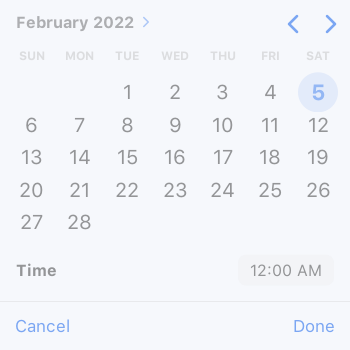 February 2022
SUN MON TUE WED THU FRI SAT
1 2 3 4 5
6 7 8 9 10 11 12
13 14 15 16 17 18 19
20 21 22 23 24 25 26
27 28
Time 12:00 AM
Cancel Done